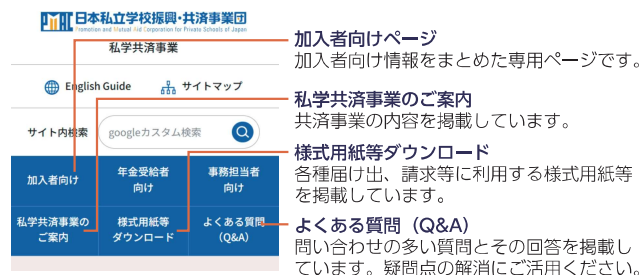 日本私立学校振興・共済事業団
Promotion and Mutual Aid Corporation for Private Schools of Japan
私学共済事業
English Guide
サイトマップ
サイト内検索
googleカスタム検索
加入者向け
年金受給者
向け
事務担当者
向け
私学共済事業の
ご案内
様式用紙等
ダウンロード
よくある質問
(Q&A)
加入者向けページ
加入者向け情報をまとめた専用ページです。
私学共済事業のご案内
共済事業の内容を掲載しています。
様式用紙等ダウンロード
各種届け出、請求等に利用する様式用紙等
を掲載しています。
よくある質問（Q&A）
問い合わせの多い質問とその回答を掲載し
ています。疑問点の解消にご活用ください。